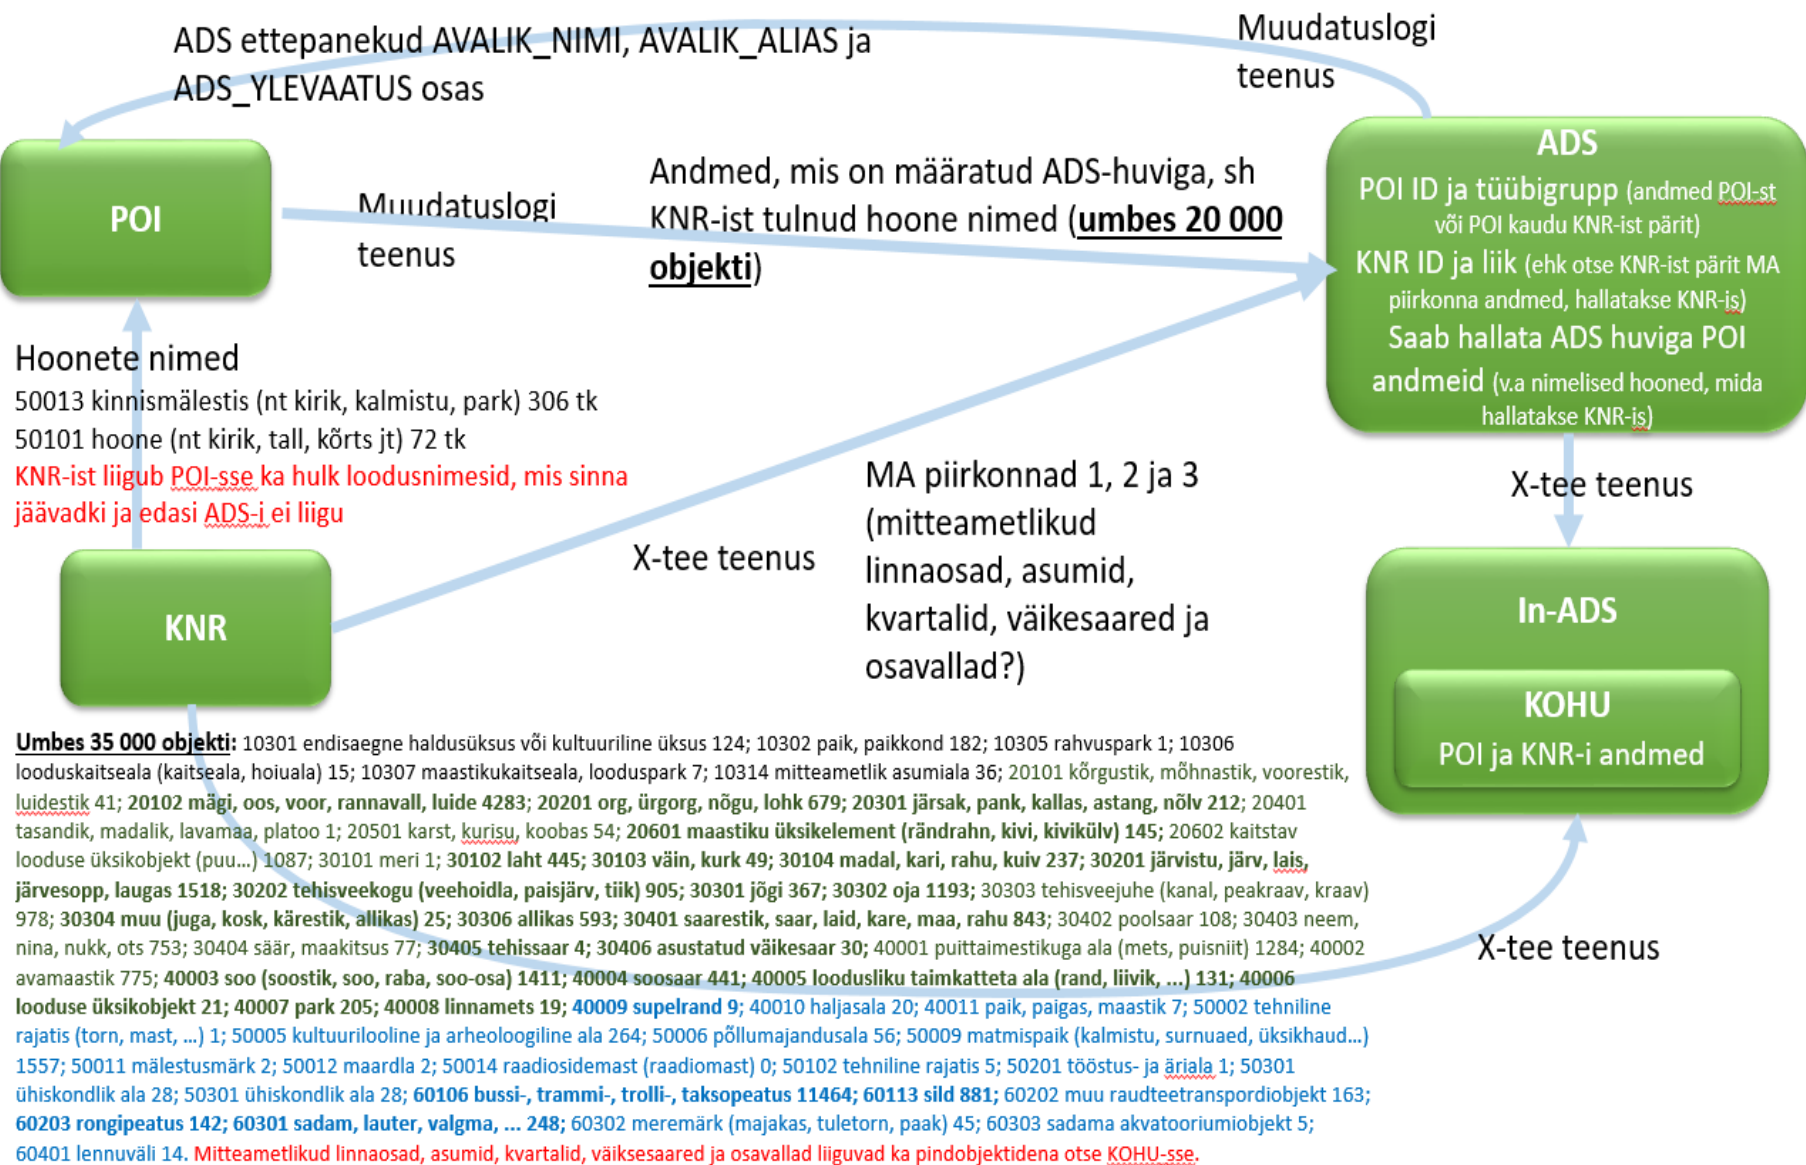 ADS ettepanekud AVALIK_NIMI, AVALIK_ALIAS ja
ADS_YLEVAATUS osas
Muudatuslogi
teenus
POI
Muudatuslogi
teenus
Andmed, mis on määratud ADS-huviga, sh
KNR-ist tulnud hoone nimed (umbes 20 000
objekti)
ADS
POI ID ja tüübigrupp (andmed POI-st
või POI kaudu KNR-ist pärit)
KNR ID ja liik (ehk otse KNR-ist pärit MA
piirkonna andmed, hallatakse KNR-is)
Saab hallata ADS huviga POI
andmeid (v.a nimelised hooned, mida
hallatakse KNR-is)
Hoonete nimed
50013 kinnismälestis (nt kirik, kalmistu, park) 306 tk
50101 hoone (nt kirik, tall, kõrts jt) 72 tk
KNR-ist liigub POI-sse ka hulk loodusnimesid, mis sinna
jäävadki ja edasi ADS-i ei liigu
KNR
X-tee teenus
MA piirkonnad 1, 2 ja 3
(mitteametlikud
linnaosad, asumid,
kvartalid, väikesaared ja
osavallad?)
X-tee teenus
In-ADS
KOHU
POI ja KNR-i andmed
X-tee teenus
Umbes 35 000 objekti: 10301 endisaegne haldusüksus või kultuuriline üksus 124; 10302 paik, paikkond 182; 10305 rahvuspark 1; 10306
looduskaitseala (kaitseala, hoiuala) 15; 10307 maastikukaitseala, looduspark 7; 10314 mitteametlik asumiala 36; 20101 kõrgustik, mõhnastik, voorestik,
luidestik 41; 20102 mägi, oos, voor, rannavall, luide 4283; 20201 org, ürgorg, nõgu, lohk 679; 20301 järsak, pank, kallas, astang, nõlv 212; 20401
tasandik, madalik, lavamaa, platoo 1; 20501 karst, kurisu, koobas 54; 20601 maastiku üksikelement (rändrahn, kivi, kivikülv) 145; 20602 kaitstav
looduse üksikobjekt (puu...) 1087; 30101 meri 1; 30102 laht 445; 30103 väin, kurk 49; 30104 madal, kari, rahu, kuiv 237; 30201 järvistu, järv, lais,
järvesopp, laugas 1518; 30202 tehisveekogu (veehoidla, paisjärv, tiik) 905; 30301 jõgi 367; 30302 oja 1193; 30303 tehisveejuhe (kanal, peakraav, kraav)
978; 30304 muu (juga, kosk, kärestik, allikas) 25; 30306 allikas 593; 30401 saarestik, saar, laid, kare, maa, rahu 843; 30402 poolsaar 108; 30403 neem,
nina, nukk, ots 753; 30404 säär, maakitsus 77; 30405 tehissaar 4; 30406 asustatud väikesaar 30; 40001 puittaimestikuga ala (mets, puisniit) 1284; 40002
avamaastik 775; 40003 soo (soostik, soo, raba, soo-osa) 1411; 40004 soosaar 441; 40005 loodusliku taimkatteta ala (rand, liivik, ...) 131; 40006
looduse üksikobjekt 21; 40007 park 205; 40008 linnamets 19; 40009 supelrand 9; 40010 haljasala 20; 40011 paik, paigas, maastik 7; 50002 tehniline
rajatis (torn, mast, ...) 1; 50005 kultuurilooline ja arheoloogiline ala 264; 50006 põllumajandusala 56; 50009 matmispaik (kalmistu, surnuaed, üksikhaud...)
1557; 50011 mälestusmärk 2; 50012 maardla 2; 50014 raadiosidemast (raadiomast) 0; 50102 tehniline rajatis 5; 50201 tööstus- ja äriala 1; 50301
ühiskondlik ala 28; 50301 ühiskondlik ala 28; 60106 bussi-, trammi-, trolli-, taksopeatus 11464; 60113 sild 881; 60202 muu raudteetranspordiobjekt 163;
60203 rongipeatus 142; 60301 sadam, lauter, valgma, ... 248; 60302 meremärk (majakas, tuletorn, paak) 45; 60303 sadama akvatooriumiobjekt 5;
60401 lennuväli 14. Mitteametlikud linnaosad, asumid, kvartalid, väiksesaared ja osavallad liiguvad ka pindobjektidena otse KOHU-sse.